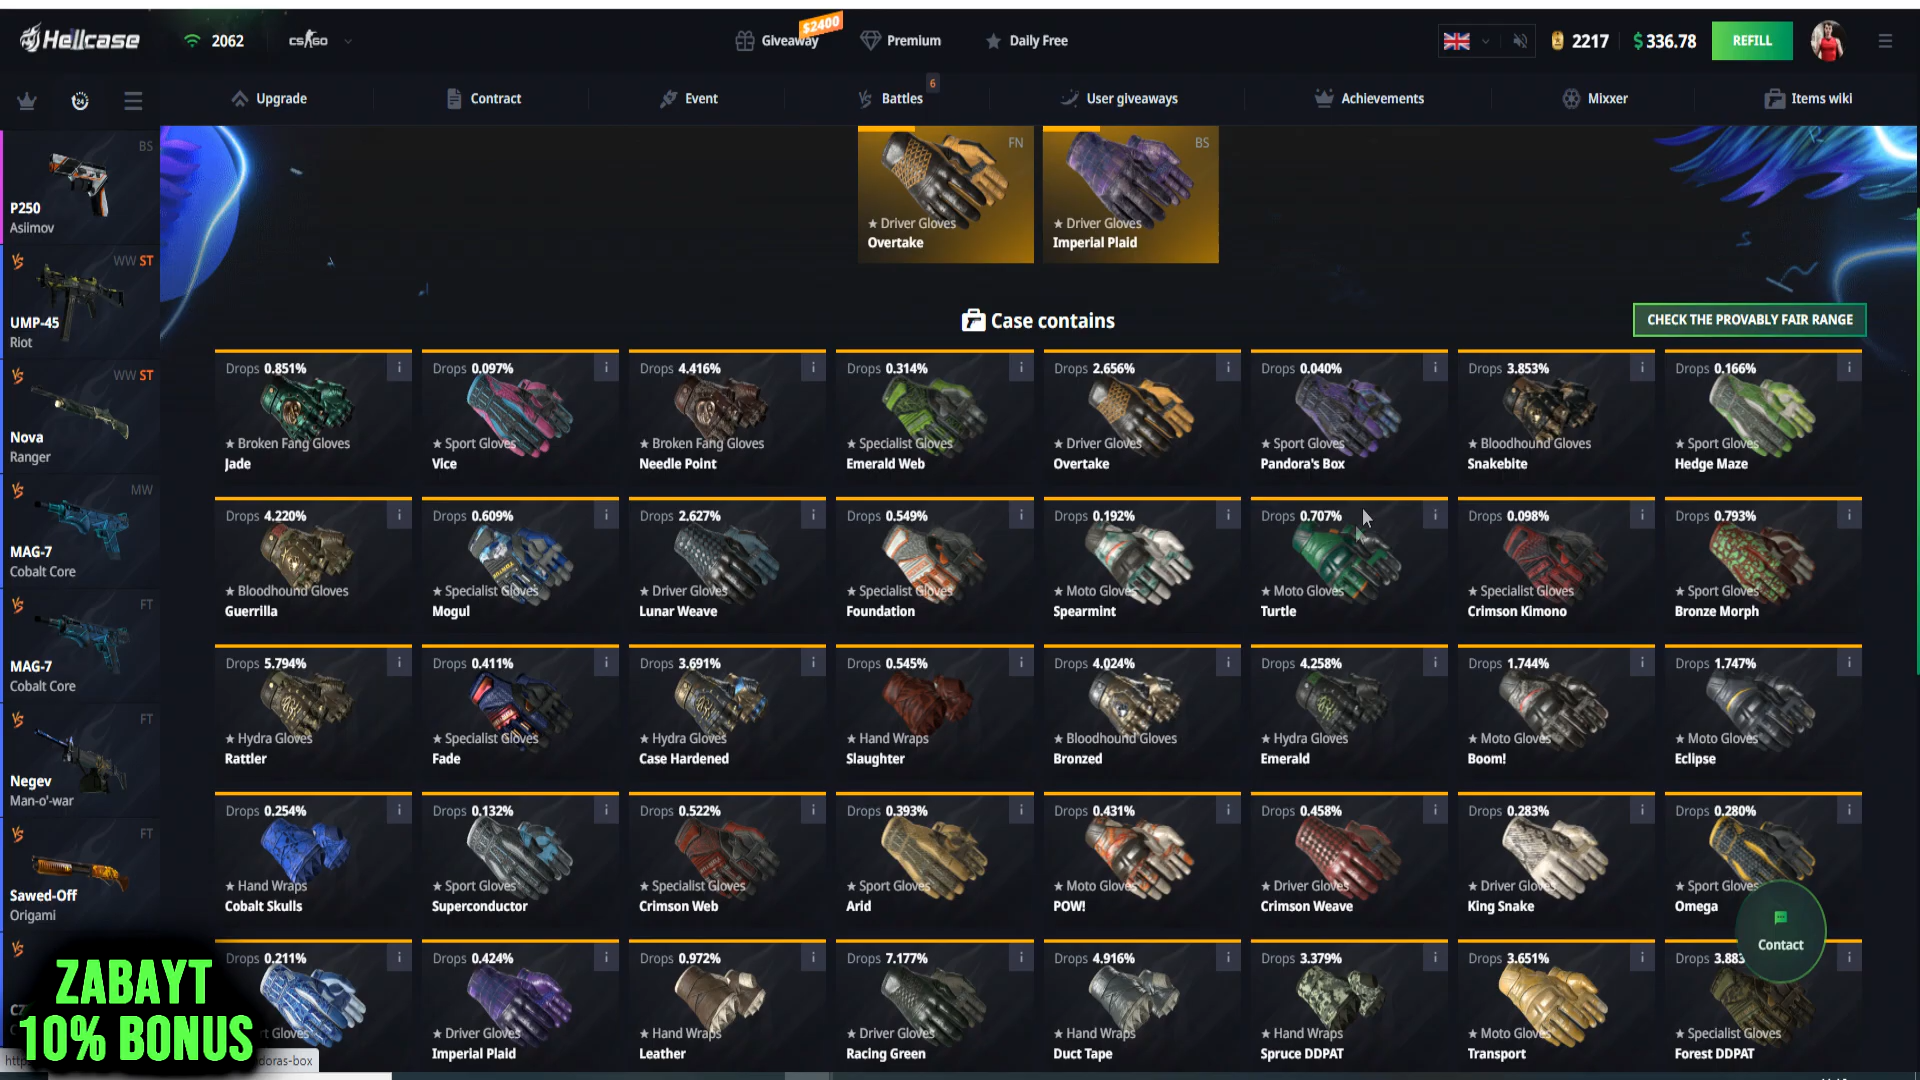 Hellcase
2062
CS:GO
Giveaway
$2400
Premium
Daily Free
2217
$ 336.78
REFILL
24
Upgrade
Contract
Event
Battles
6
User giveaways
Achievements
Mixxer
Items wiki
BS
P250
Asiimov
WW ST
UMP-45
Riot
WW ST
Nova
Ranger
MW
MAG-7
Cobalt Core
FT
MAG-7
Cobalt Core
FT
Negev
Man-o'-war
FT
Sawed-Off
Origami
FN
★ Driver Gloves
Overtake
BS
★ Driver Gloves
Imperial Plaid
Case contains
CHECK THE PROVABLY FAIR RANGE
Drops 0.851%
★ Broken Fang Gloves
Jade
Drops 0.097%
★ Sport Gloves
Vice
Drops 4.416%
★ Broken Fang Gloves
Needle Point
Drops 0.314%
★ Specialist Gloves
Emerald Web
Drops 2.656%
★ Driver Gloves
Overtake
Drops 0.040%
★ Sport Gloves
Pandora's Box
Drops 3.853%
★ Bloodhound Gloves
Snakebite
Drops 0.166%
★ Sport Gloves
Hedge Maze
Drops 4.220%
★ Bloodhound Gloves
Guerrilla
Drops 0.609%
★ Specialist Gloves
Mogul
Drops 2.627%
★ Driver Gloves
Lunar Weave
Drops 0.549%
★ Specialist Gloves
Foundation
Drops 0.192%
★ Moto Gloves
Spearmint
Drops 0.707%
★ Moto Gloves
Turtle
Drops 0.098%
★ Specialist Gloves
Crimson Kimono
Drops 0.793%
★ Sport Gloves
Bronze Morph
Drops 5.794%
★ Hydra Gloves
Rattler
Drops 0.411%
★ Specialist Gloves
Fade
Drops 3.691%
★ Hydra Gloves
Case Hardened
Drops 0.545%
★ Hand Wraps
Slaughter
Drops 4.024%
★ Bloodhound Gloves
Bronzed
Drops 4.258%
★ Hydra Gloves
Emerald
Drops 1.744%
★ Moto Gloves
Boom!
Drops 1.747%
★ Moto Gloves
Eclipse
Drops 0.254%
★ Hand Wraps
Cobalt Skulls
Drops 0.132%
★ Sport Gloves
Superconductor
Drops 0.522%
★ Specialist Gloves
Crimson Web
Drops 0.393%
★ Sport Gloves
Arid
Drops 0.431%
★ Moto Gloves
POW!
Drops 0.458%
★ Driver Gloves
Crimson Weave
Drops 0.283%
★ Driver Gloves
King Snake
Drops 0.280%
★ Sport Gloves
Omega
Drops 0.211%
Gloves
Drops 0.424%
★ Driver Gloves
Imperial Plaid
Drops 0.972%
★ Hand Wraps
Leather
Drops 7.177%
★ Driver Gloves
Racing Green
Drops 4.916%
★ Hand Wraps
Duct Tape
Drops 3.379%
★ Hand Wraps
Spruce DDPAT
Drops 3.651%
★ Moto Gloves
Transport
Drops 3.883
★ Specialist Gloves
Forest DDPAT
Contact
ZABAYT
10% BONUS
doras-box